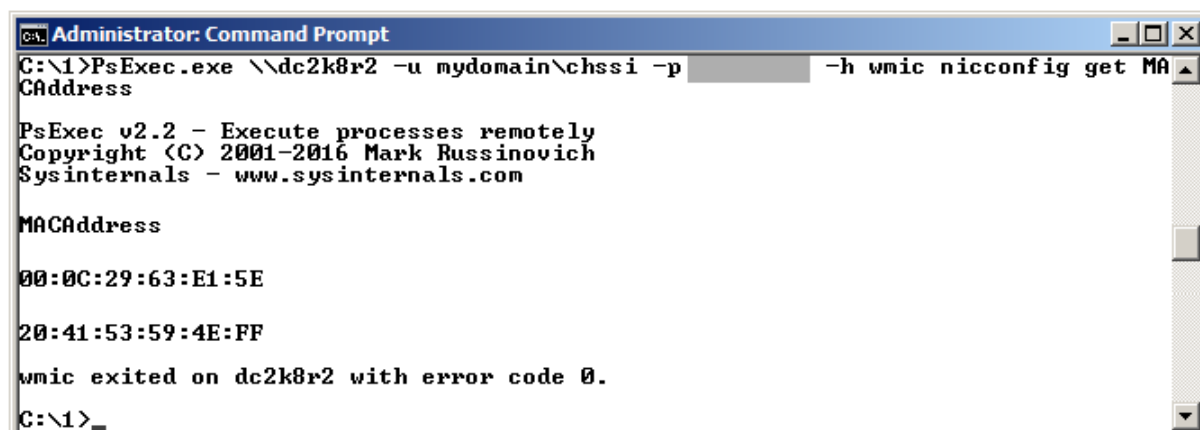 Administrator: Command Prompt
C:\1>PsExec.exe \\dc2k8r2 -u mydomain\chssi -p -h wmic nicconfig get MA
CAddress
PsExec v2.2 - Execute processes remotely
Copyright (C) 2001-2016 Mark Russinovich
Sysinternals - www.sysinternals.com
MACAddress
00:0C:29:63:E1:5E
20:41:53:59:4E:FF
wmic exited on dc2k8r2 with error code 0.
C:\1>_